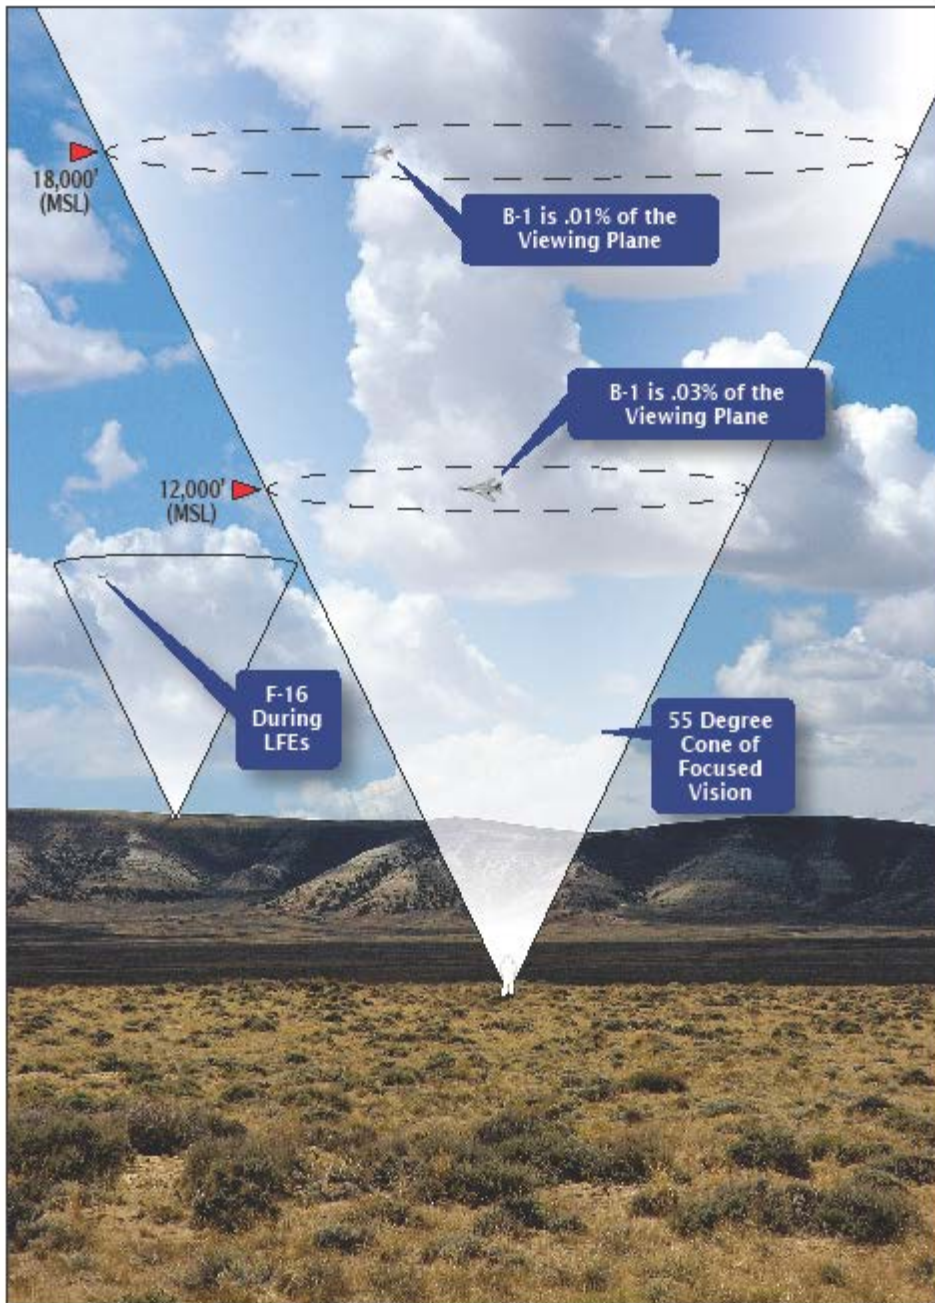 18,000'
(MSL)
B-1 is .01% of the
Viewing Plane
B-1 is .03% of the
Viewing Plane
12,000'
(MSL)
F-16
During
LFEs
55 Degree
Cone of
Focused
Vision